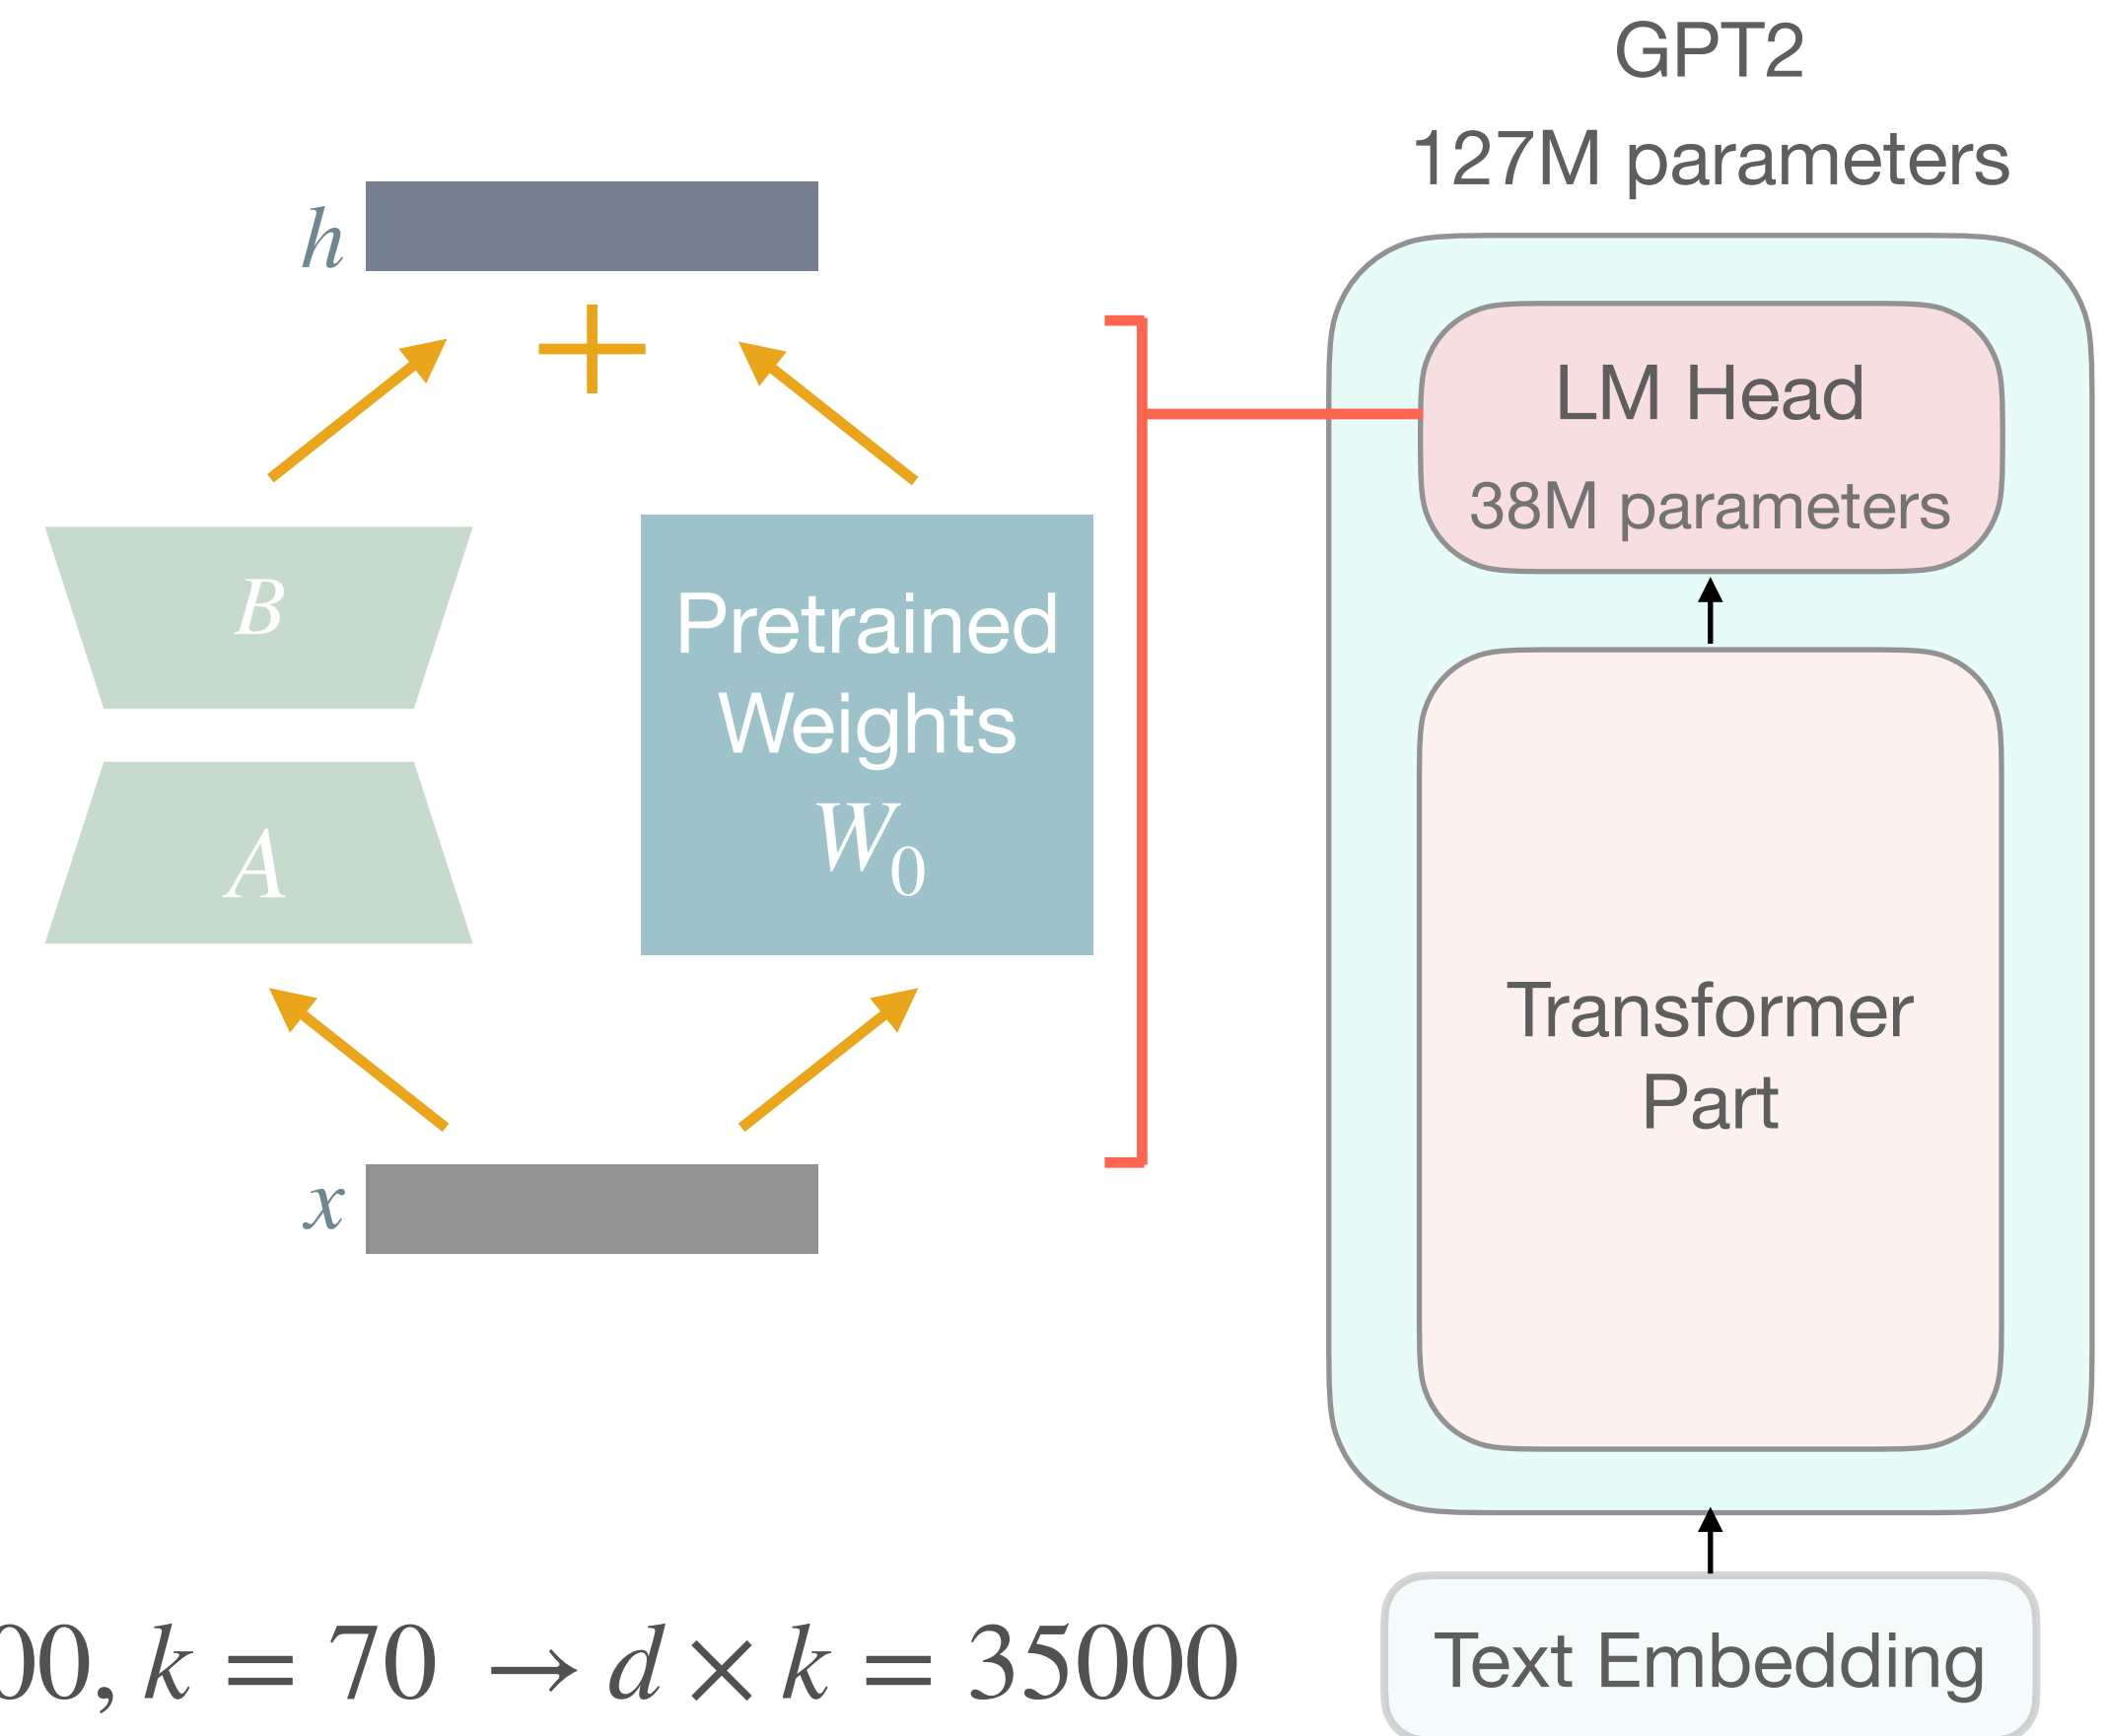 GPT2
127M parameters
h
LM Head
38M parameters
B
Pretrained
Weights
W₀
A
Transformer
Part
x
00, k = 70 → d × k = 35000
Text Embedding